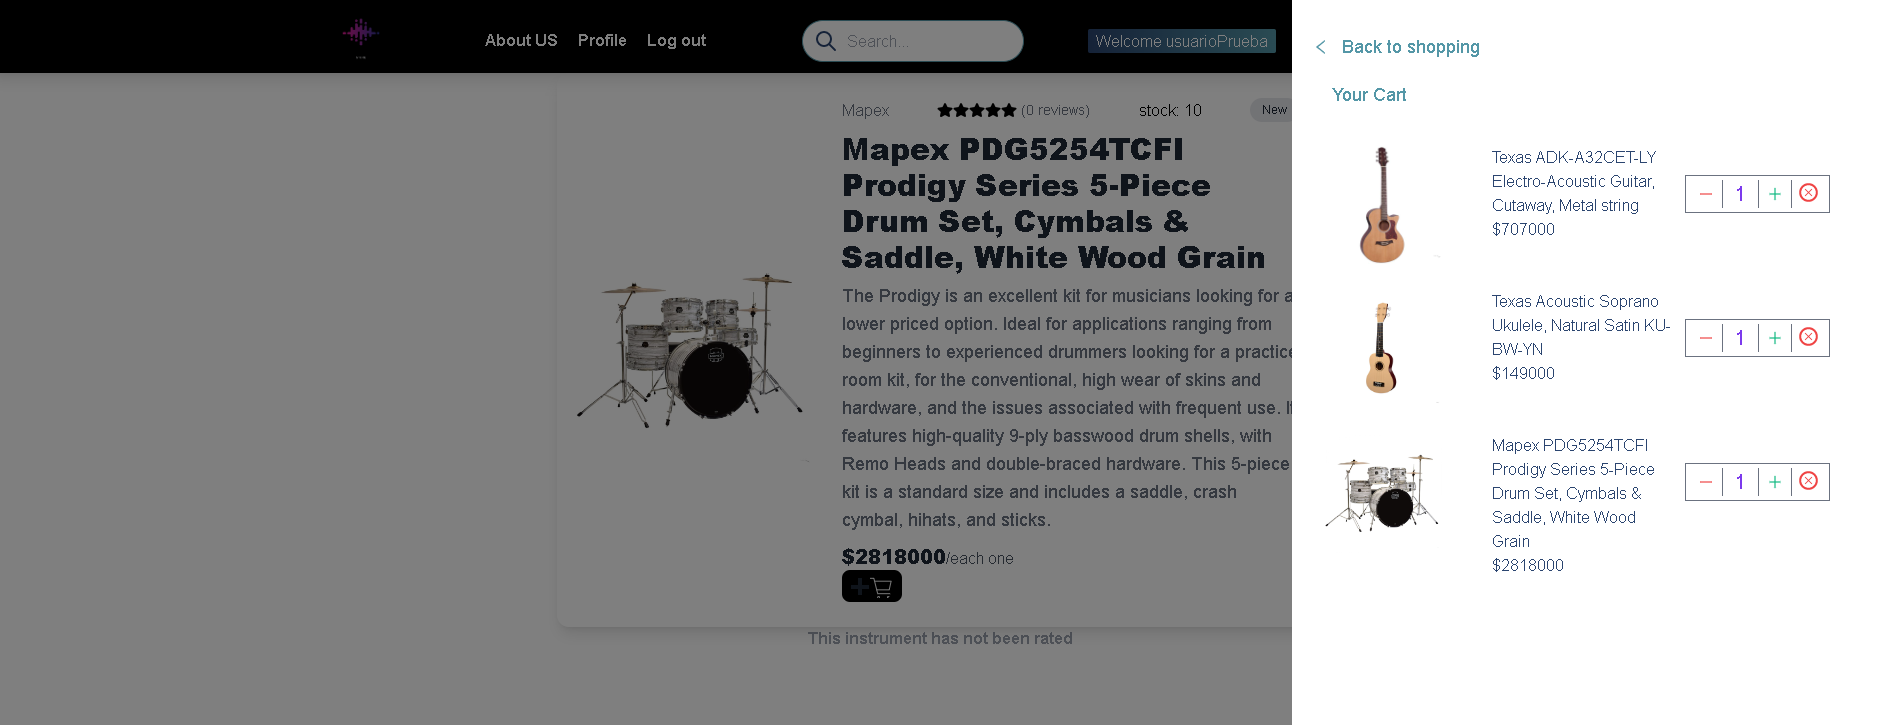 About US Profile Log out
Search...
Welcome usuarioPrueba
Mapex (0 reviews) stock: 10 New
Mapex PDG5254TCFI
Prodigy Series 5-Piece
Drum Set, Cymbals &
Saddle, White Wood Grain
The Prodigy is an excellent kit for musicians looking for a
lower priced option. Ideal for applications ranging from
beginners to experienced drummers looking for a practice
room kit, for the conventional, high wear of skins and
hardware, and the issues associated with frequent use. It
features high-quality 9-ply basswood drum shells, with
Remo Heads and double-braced hardware. This 5-piece
kit is a standard size and includes a saddle, crash
cymbal, hihats, and sticks.
$2818000/each one
This instrument has not been rated
Back to shopping
Your Cart
Texas ADK-A32CET-LY
Electro-Acoustic Guitar,
Cutaway, Metal string
$707000
1
Texas Acoustic Soprano
Ukulele, Natural Satin KU-
BW-YN
$149000
1
Mapex PDG5254TCFI
Prodigy Series 5-Piece
Drum Set, Cymbals &
Saddle, White Wood
Grain
$2818000
1